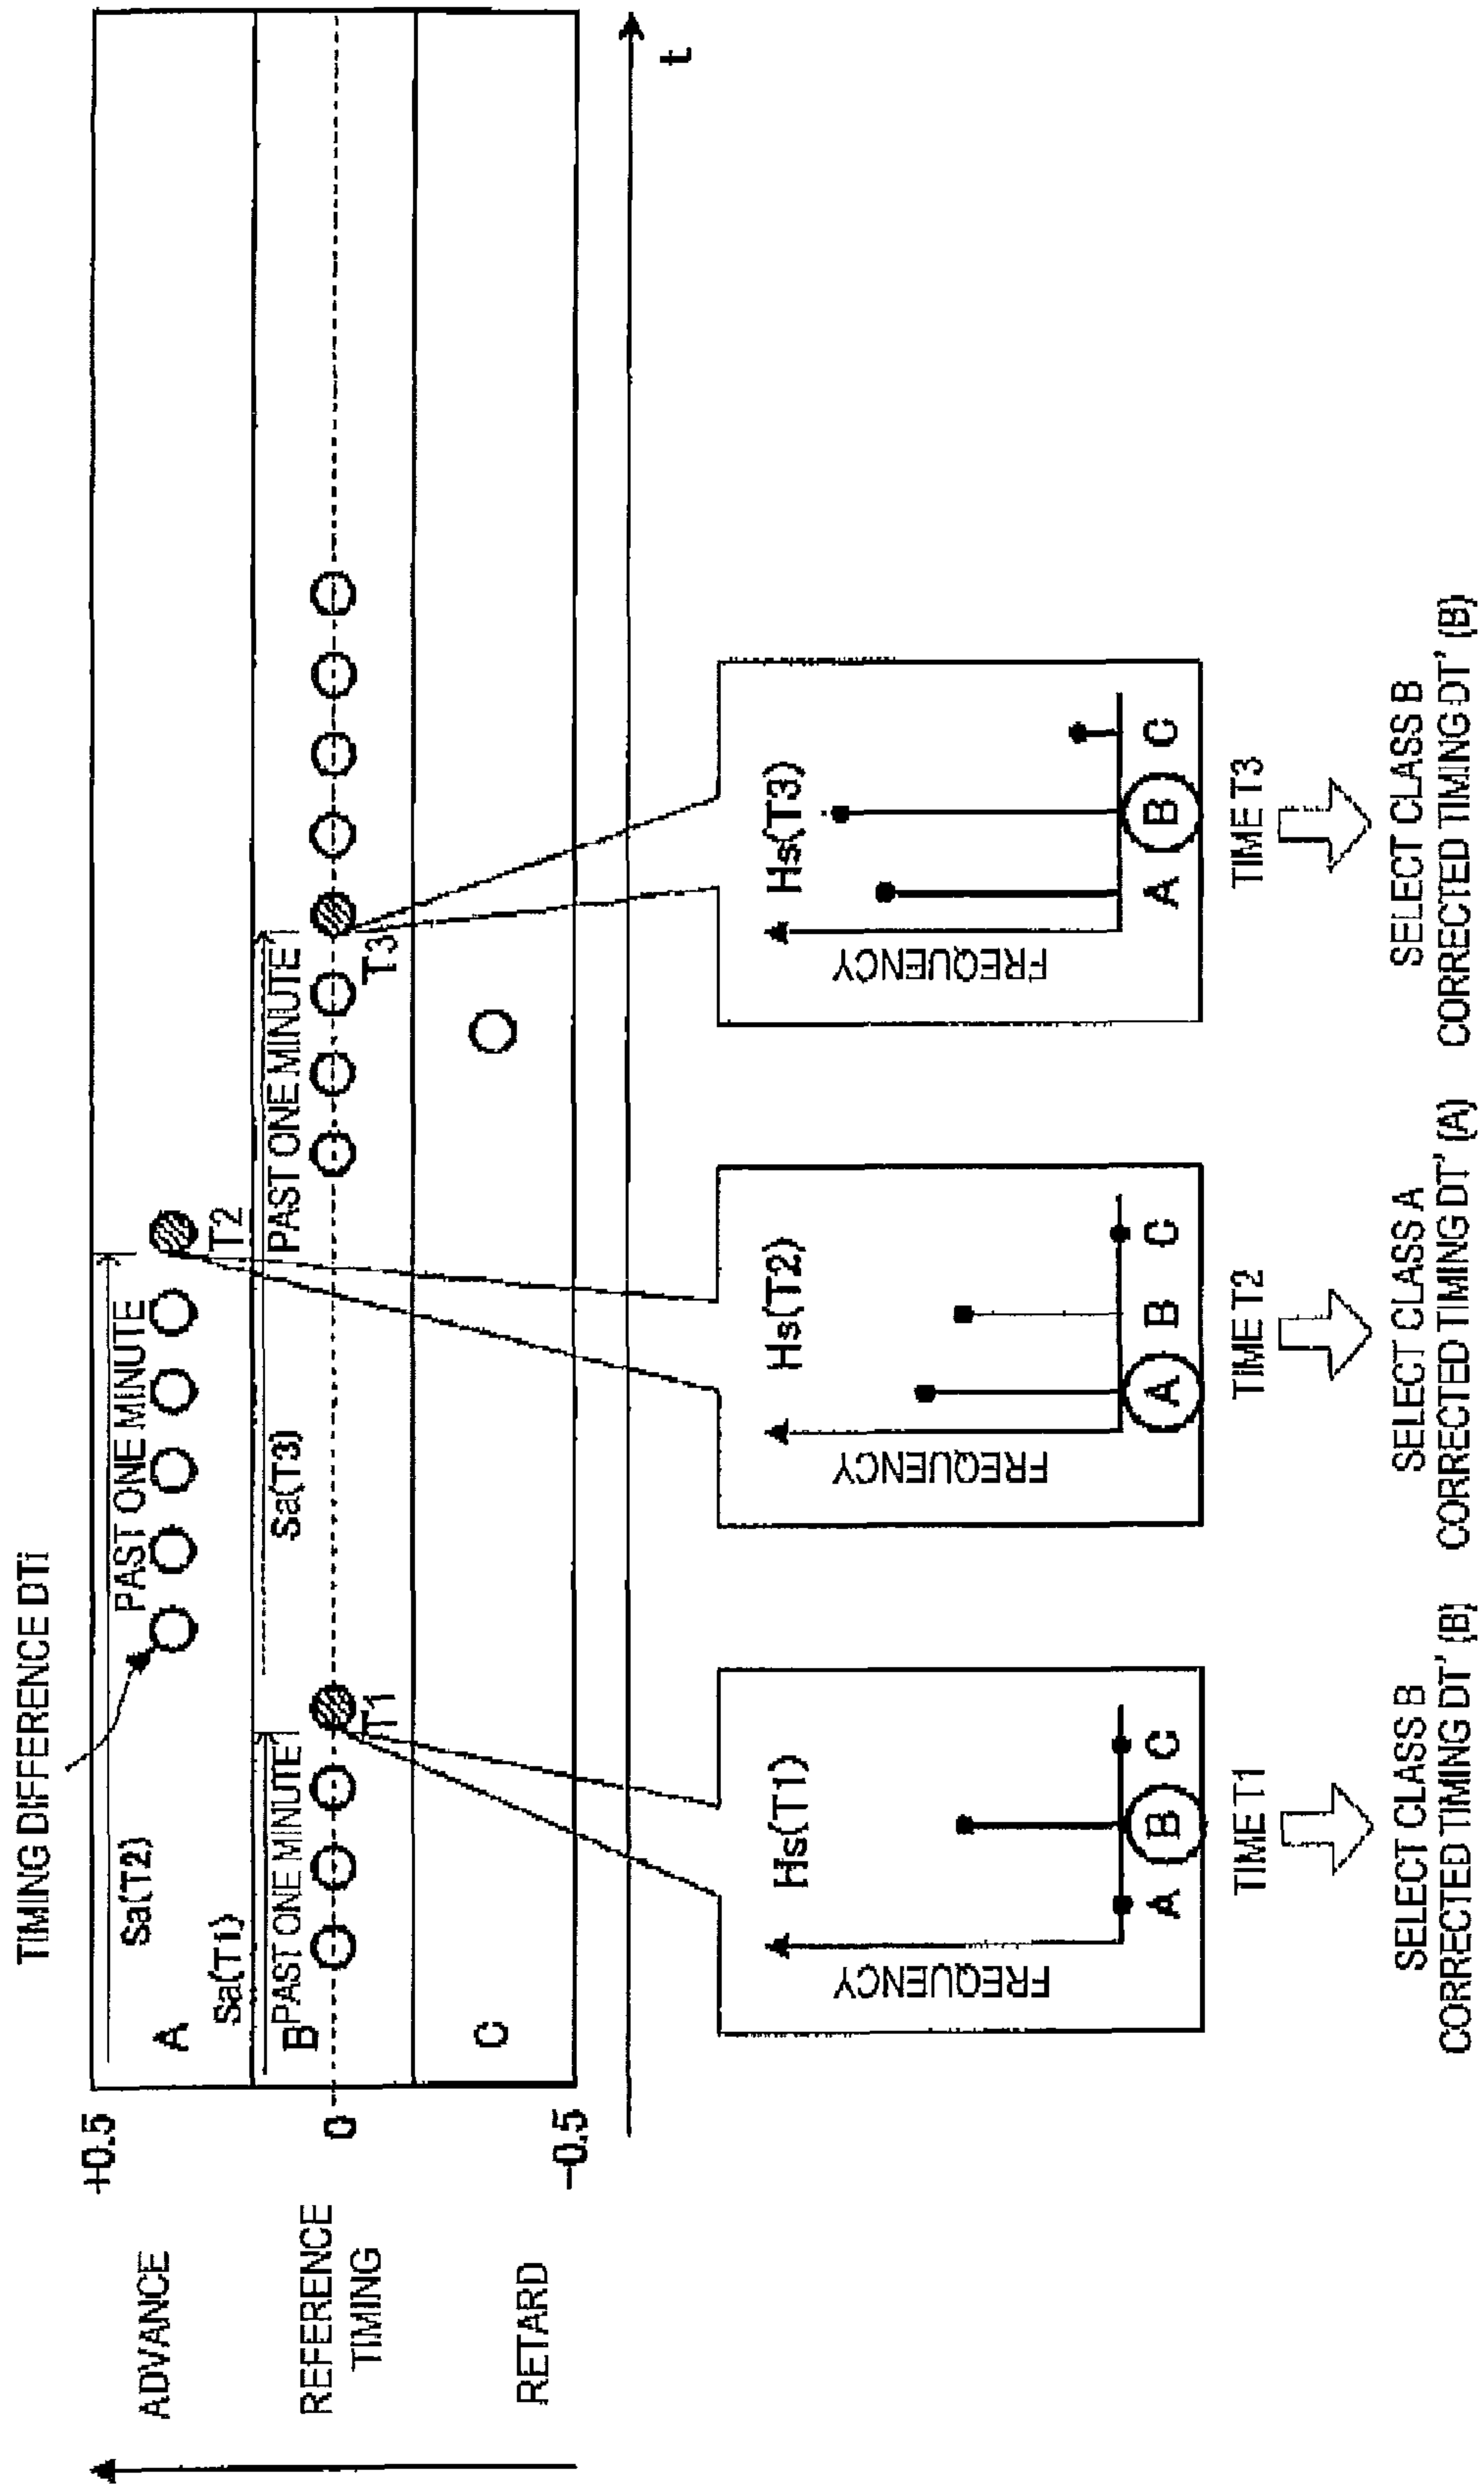 TIMING DIFFERENCE DTi
ADVANCE
REFERENCE
TIMING
RETARD
+0.5
0
-0.5
A
B
C
Sa(T2)
PAST ONE MINUTE
T2
Sa(T1)
PAST ONE MINUTE
T1
Sa(T3)
PAST ONE MINUTE
T3
t
Hs(T1)
FREQUENCY
A B C
TIME T1
SELECT CLASS B
CORRECTED TIMING DT' (B)
Hs(T2)
FREQUENCY
A B C
TIME T2
SELECT CLASS A
CORRECTED TIMING DT' (A)
Hs(T3)
FREQUENCY
A B C
TIME T3
SELECT CLASS B
CORRECTED TIMING DT' (B)